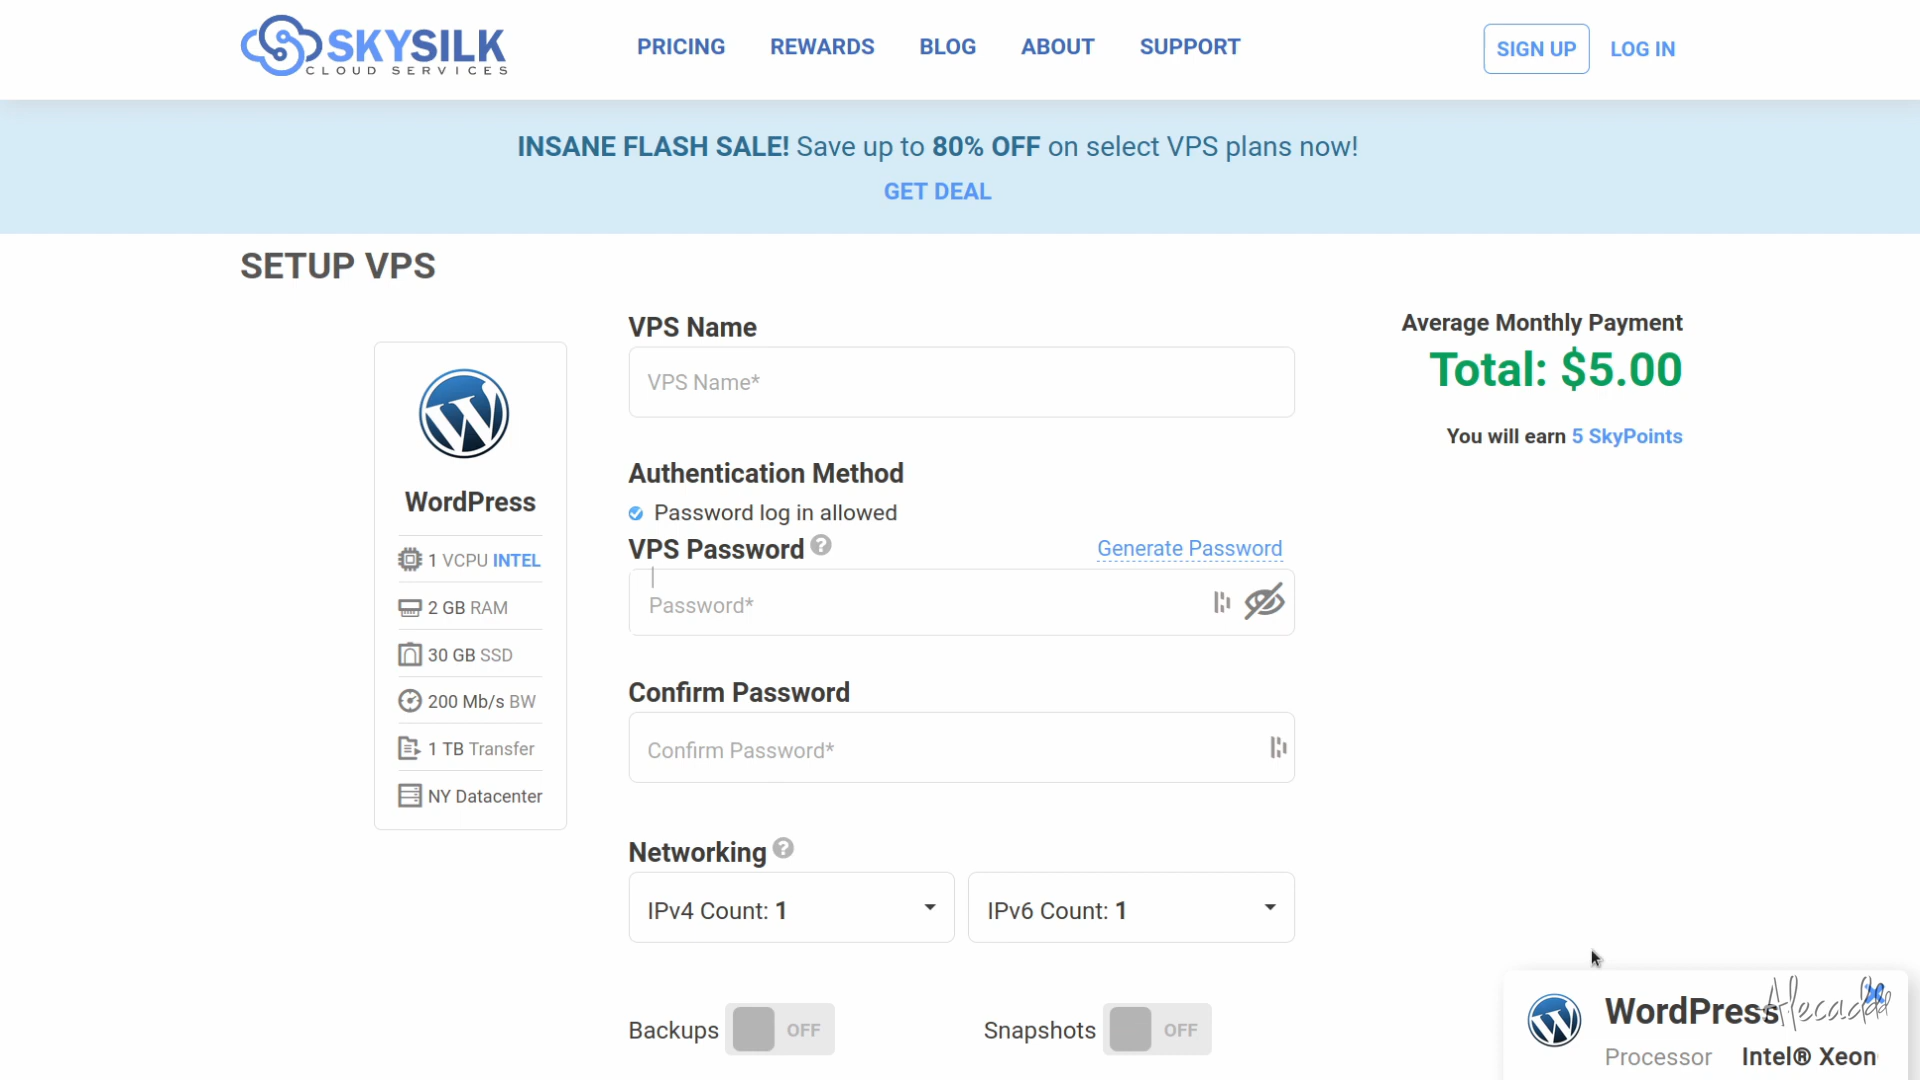 SKYSILK
CLOUD SERVICES
PRICING
REWARDS
BLOG
ABOUT
SUPPORT
SIGN UP
LOG IN
INSANE FLASH SALE! Save up to 80% OFF on select VPS plans now!
GET DEAL
SETUP VPS
WordPress
1 VCPU INTEL
2 GB RAM
30 GB SSD
200 Mb/s BW
1 TB Transfer
NY Datacenter
VPS Name
VPS Name*
Authentication Method
Password log in allowed
VPS Password ?
Generate Password
Password*
Confirm Password
Confirm Password*
Networking ?
IPv4 Count: 1
IPv6 Count: 1
Backups OFF
Snapshots OFF
Average Monthly Payment
Total: $5.00
You will earn 5 SkyPoints
WordPress
Alecaddd
Processor Intel® Xeon